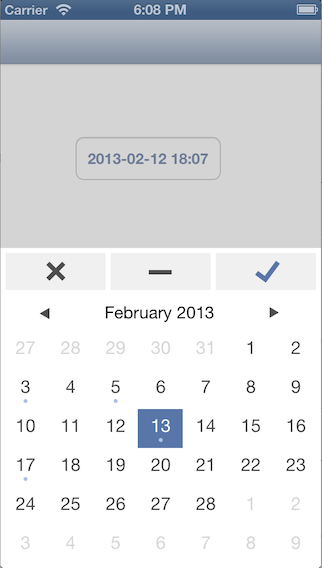 Carrier 6:08 PM
2013-02-12 18:07
February 2013
27 28 29 30 31 1 2
3 4 5 6 7 8 9
10 11 12 13 14 15 16
17 18 19 20 21 22 23
24 25 26 27 28 1 2
3 4 5 6 7 8 9